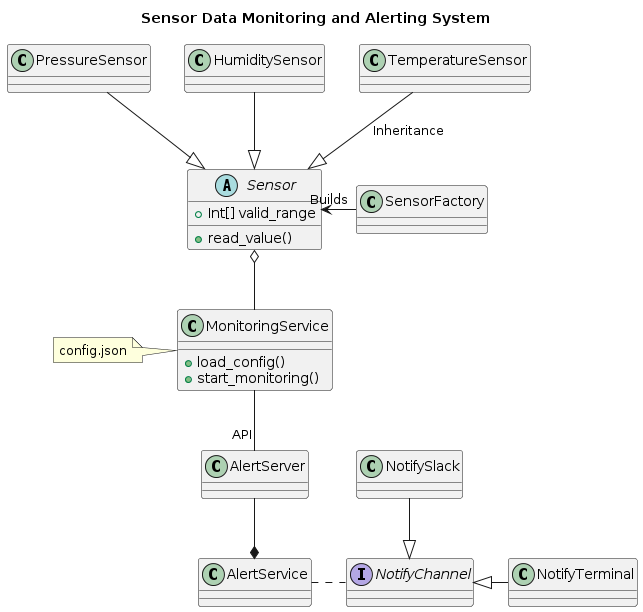 Sensor Data Monitoring and Alerting System
C PressureSensor
C HumiditySensor
C TemperatureSensor
Inheritance
A Sensor
Int[] valid_range
read_value()
Builds
C SensorFactory
C MonitoringService
load_config()
start_monitoring()
config.json
API
C AlertServer
C NotifySlack
C AlertService
I NotifyChannel
C NotifyTerminal